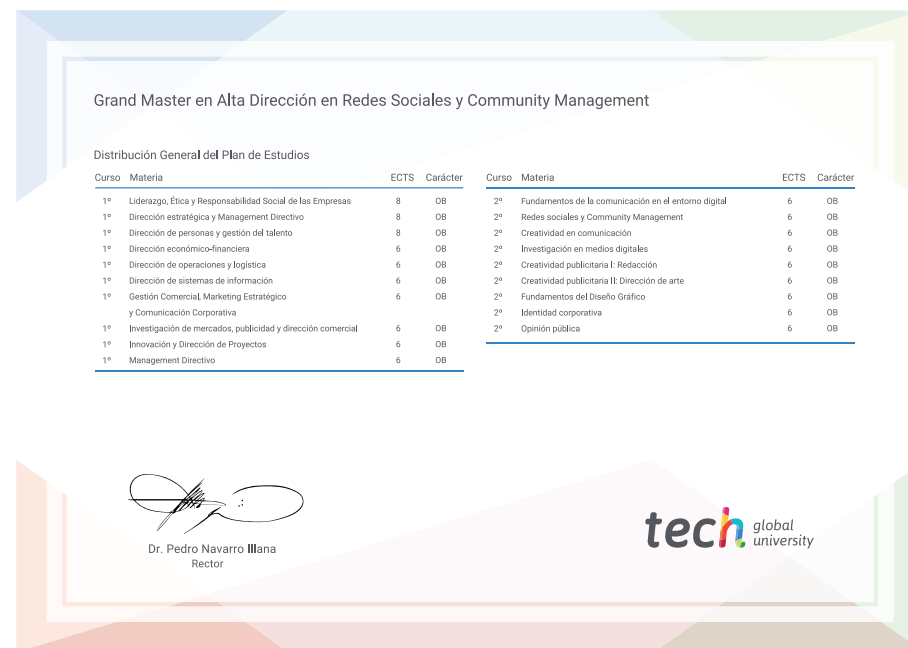 Grand Master en Alta Dirección en Redes Sociales y Community Management
Distribución General del Plan de Estudios
Curso Materia ECTS Carácter
1º Liderazgo, Ética y Responsabilidad Social de las Empresas 8 OB
1º Dirección estratégica y Management Directivo 8 OB
1º Dirección de personas y gestión del talento 8 OB
1º Dirección económico-financiera 6 OB
1º Dirección de operaciones y logística 6 OB
1º Dirección de sistemas de información 6 OB
1º Gestión Comercial, Marketing Estratégico 6 OB
y Comunicación Corporativa
1º Investigación de mercados, publicidad y dirección comercial 6 OB
1º Innovación y Dirección de Proyectos 6 OB
1º Management Directivo 6 OB
Curso Materia ECTS Carácter
2º Fundamentos de la comunicación en el entorno digital 6 OB
2º Redes sociales y Community Management 6 OB
2º Creatividad en comunicación 6 OB
2º Investigación en medios digitales 6 OB
2º Creatividad publicitaria I: Redacción 6 OB
2º Creatividad publicitaria II: Dirección de arte 6 OB
2º Fundamentos del Diseño Gráfico 6 OB
2º Identidad corporativa 6 OB
2º Opinión pública 6 OB
Dr. Pedro Navarro Illana
Rector
tech global
university